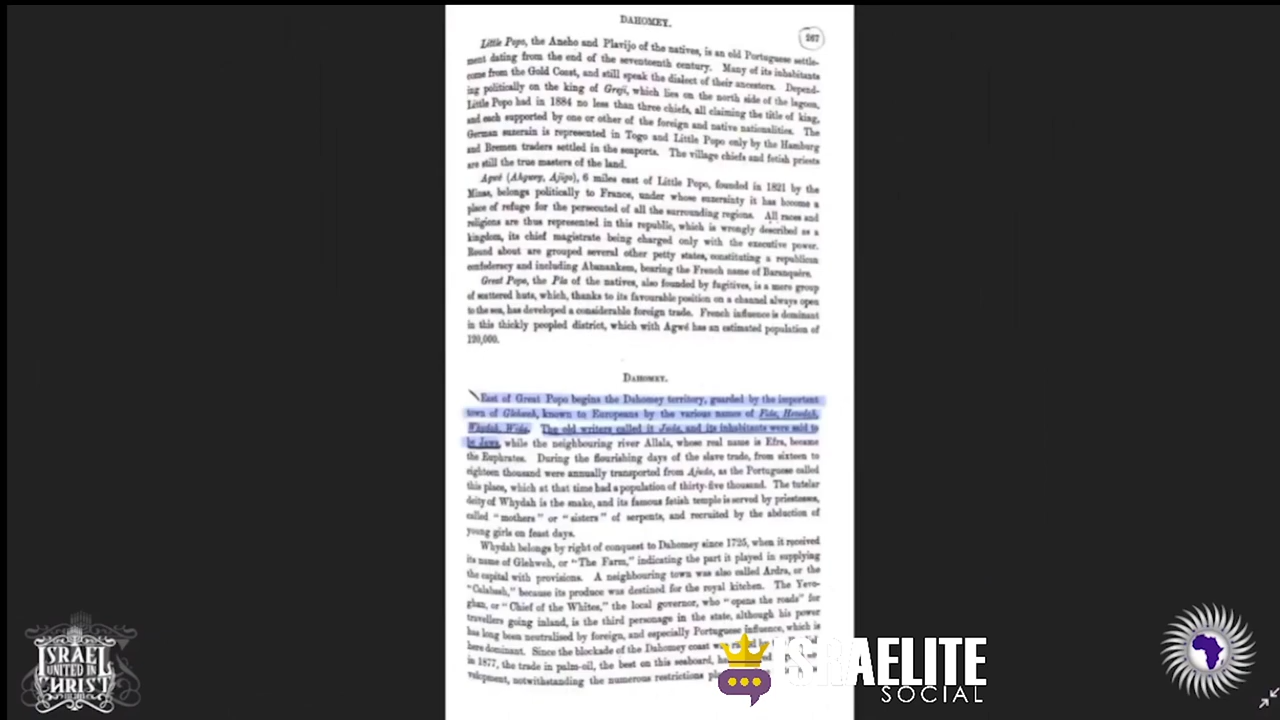 DAHOMEY.
567
Little Popo, the Aneho and Plavijo of the natives, is an old Portuguese settle-
ment dating from the end of the seventeenth century. Many of its inhabitants
come from the Gold Coast, and still speak the dialect of their ancestors. Depend-
ing politically on the king of Greji, which lies on the north side of the lagoon,
Little Popo had in 1884 no less than three chiefs, all claiming the title of king,
and each supported by one or other of the foreign and native nationalities. The
German suzerain is represented in Togo and Little Popo only by the Hamburg
and Bremen traders settled in the seaports. The village chiefs and fetish priests
are still the true masters of the land.
Agwé (Ahguey, Ajigo), 6 miles east of Little Popo, founded in 1821 by the
Minas, belongs politically to France, under whose suzerainty it has become a
place of refuge for the persecuted of all the surrounding regions. All races and
religions are thus represented in this republic, which is wrongly described as a
kingdom, its chief magistrate being charged only with the executive power.
Round about are grouped several other petty states, constituting a republican
confederacy and including Abanankem, bearing the French name of Baranquère.
Great Popo, the Pla of the natives, also founded by fugitives, is a mere group
of scattered huts, which, thanks to its favourable position on a channel always open
to the sea, has developed a considerable foreign trade. French influence is dominant
in this thickly peopled district, which with Agwé has an estimated population of
120,000.
DAHOMEY.
East of Great Popo begins the Dahomey territory, guarded by the important
town of Glehweh, known to Europeans by the various names of Fida, Hevedah,
Whydah, Wida. The old writers called it Juda, and its inhabitants were said to
be Jews, while the neighbouring river Allala, whose real name is Efra, became
the Euphrates. During the flourishing days of the slave trade, from sixteen to
eighteen thousand were annually transported from Ajuda, as the Portuguese called
this place, which at that time had a population of thirty-five thousand. The tutelar
deity of Whydah is the snake, and its famous fetish temple is served by priestesses,
called "mothers" or "sisters" of serpents, and recruited by the abduction of
young girls on feast days.
Whydah belongs by right of conquest to Dahomey since 1725, when it received
its name of Glehweh, or "The Farm," indicating the part it played in supplying
the capital with provisions. A neighbouring town was also called Ardra, or the
"Calabash," because its produce was destined for the royal kitchen. The Yevo-
ghan, or "Chief of the Whites," the local governor, who "opens the roads" for
travellers going inland, is the third personage in the state, although his power
has long been neutralised by foreign, and especially Portuguese influence, which is
here dominant. Since the blockade of the Dahomey coast was
in 1877, the trade in palm-oil, the best on this seaboard,
velopment, notwithstanding the numerous restrictions
ISRAEL
UNITED IN
CHRIST
ISRAELITE
SOCIAL